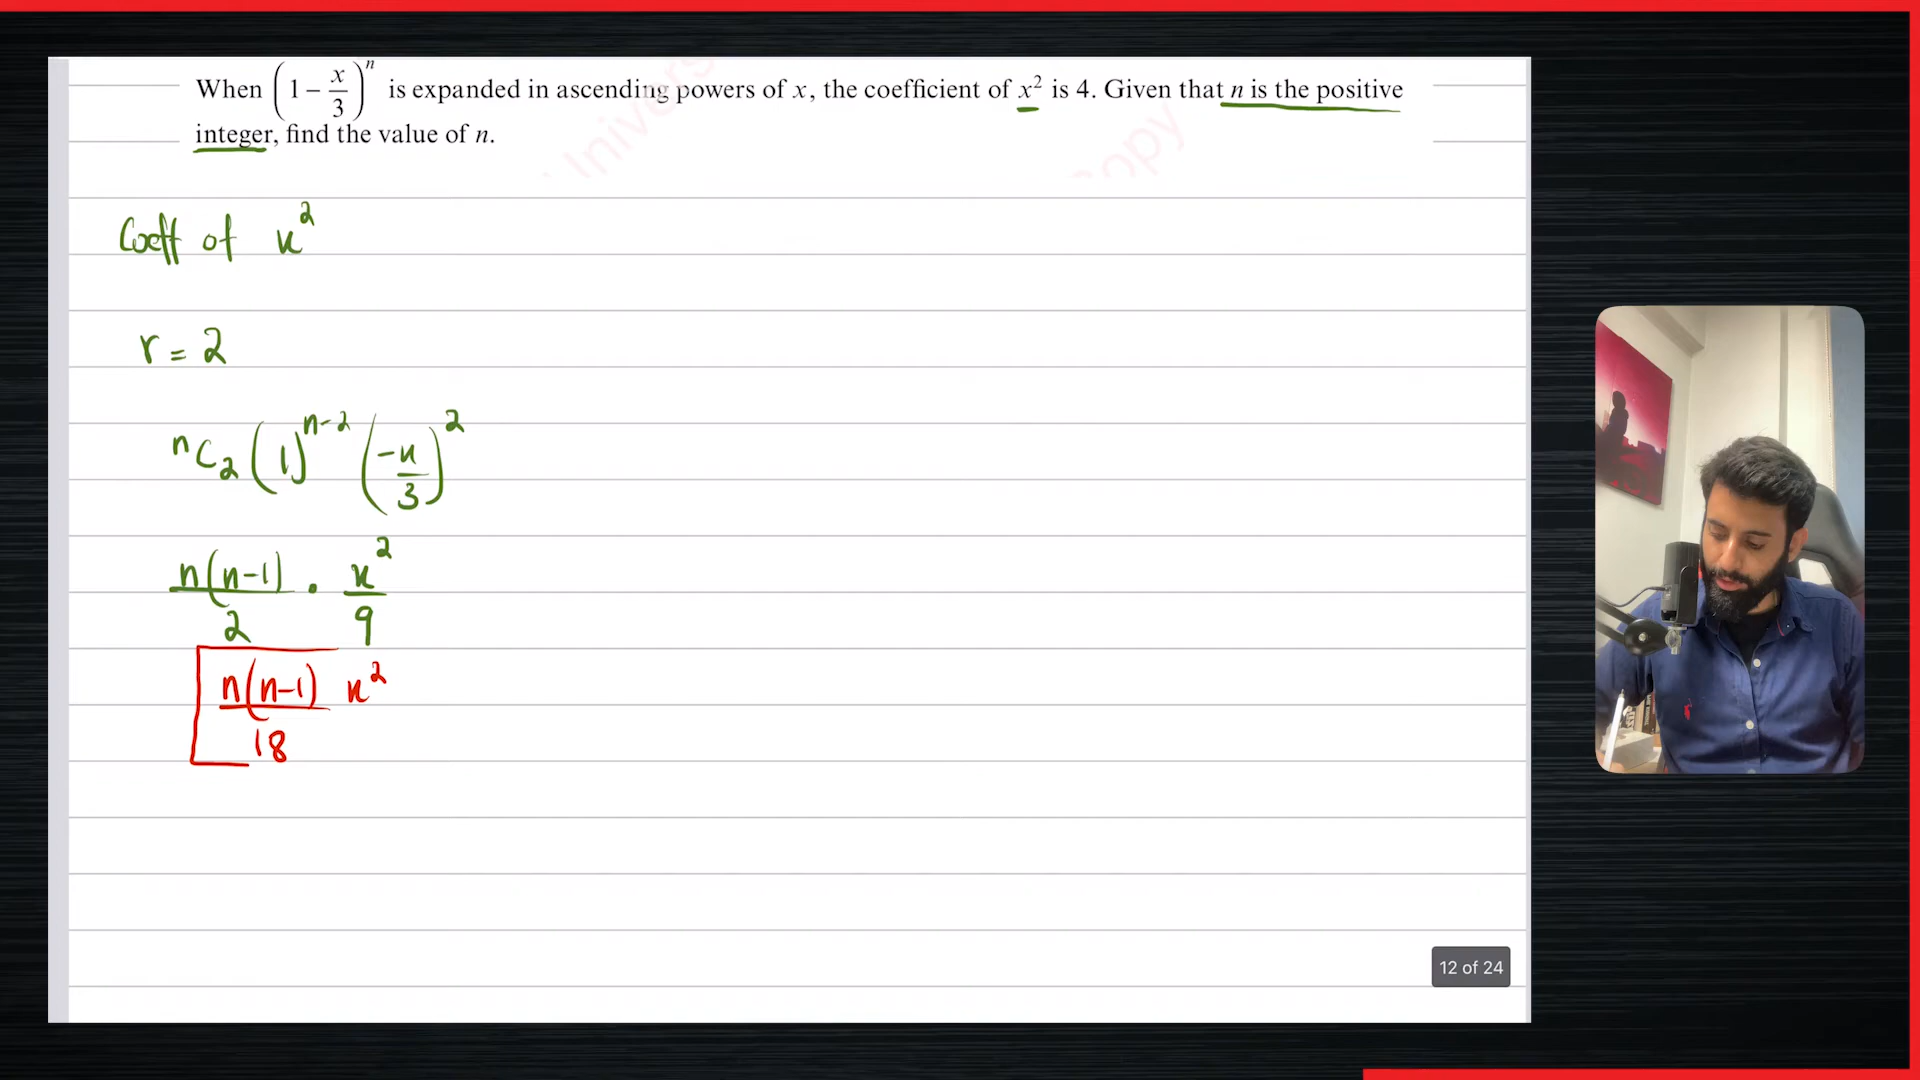 When (1 − x/3)^n is expanded in ascending powers of x, the coefficient of x² is 4. Given that n is the positive
integer, find the value of n.
Coeff of x²
r = 2
ⁿC₂ (1)^(n-2) (-x/3)²
n(n-1)/2 · x²/9
n(n-1)/18 x²
12 of 24